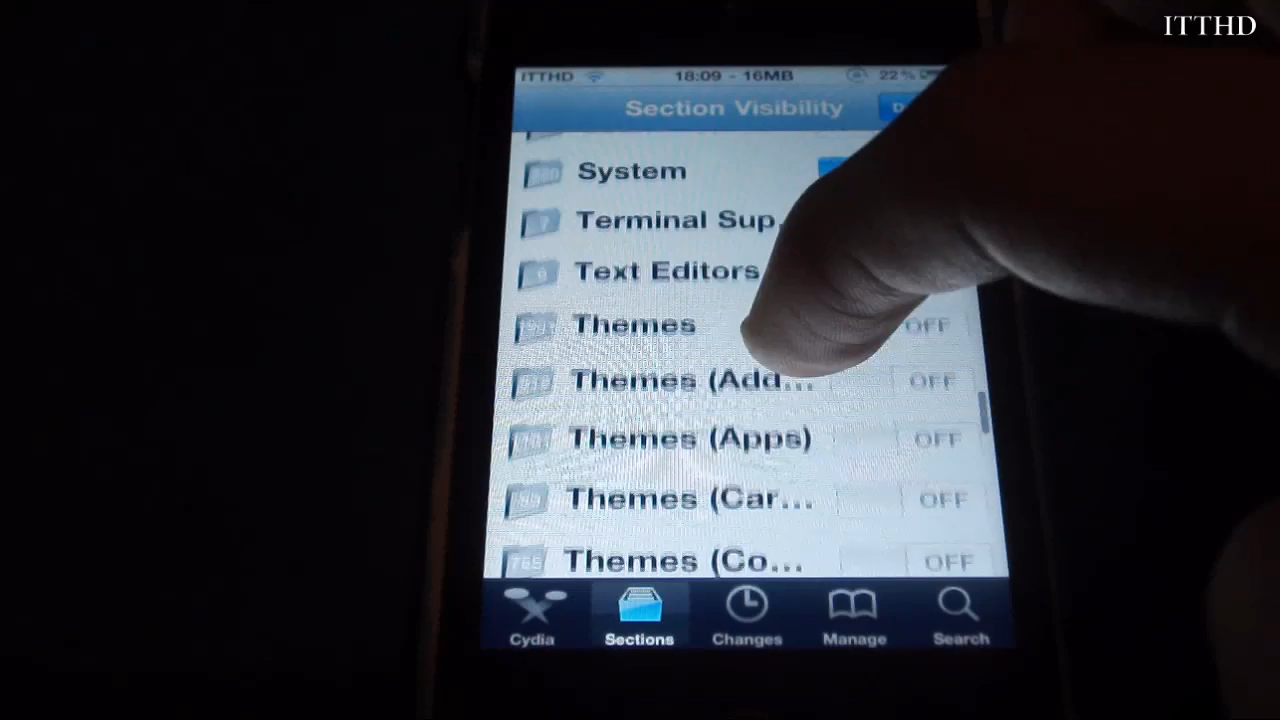 ITTHD
ITTHD 18:09 - 16MB 22%
Section Visibility
System
Terminal Sup...
Text Editors
Themes OFF
Themes (Add... OFF
Themes (Apps) OFF
Themes (Car... OFF
765 Themes (Co... OFF
Cydia Sections Changes Manage Search